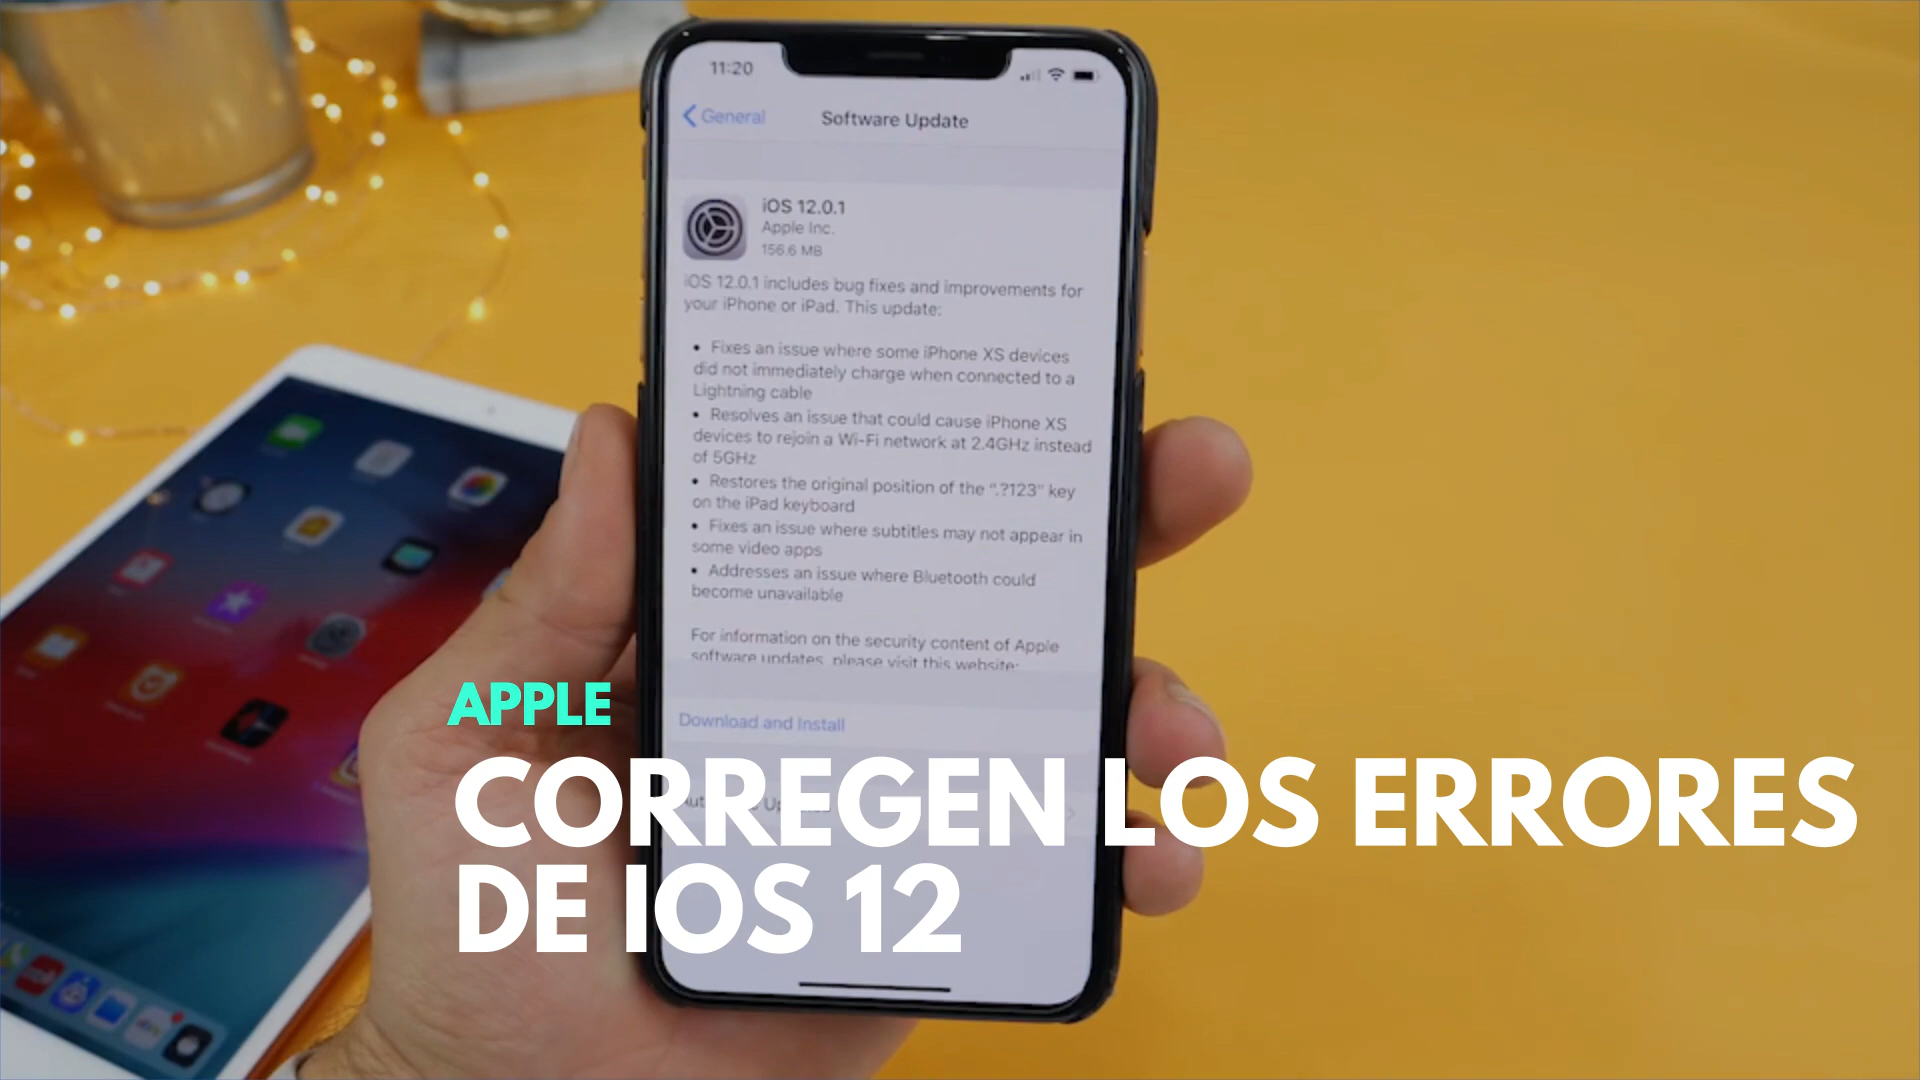 11:20
General
Software Update
iOS 12.0.1
Apple Inc.
156.6 MB
iOS 12.0.1 includes bug fixes and improvements for
your iPhone or iPad. This update:
• Fixes an issue where some iPhone XS devices
did not immediately charge when connected to a
Lightning cable
• Resolves an issue that could cause iPhone XS
devices to rejoin a Wi-Fi network at 2.4GHz instead
of 5GHz
• Restores the original position of the “.?123” key
on the iPad keyboard
• Fixes an issue where subtitles may not appear in
some video apps
• Addresses an issue where Bluetooth could
become unavailable
For information on the security content of Apple
software updates, please visit this website:
Download and Install
APPLE
CORREGEN LOS ERRORES
DE IOS 12